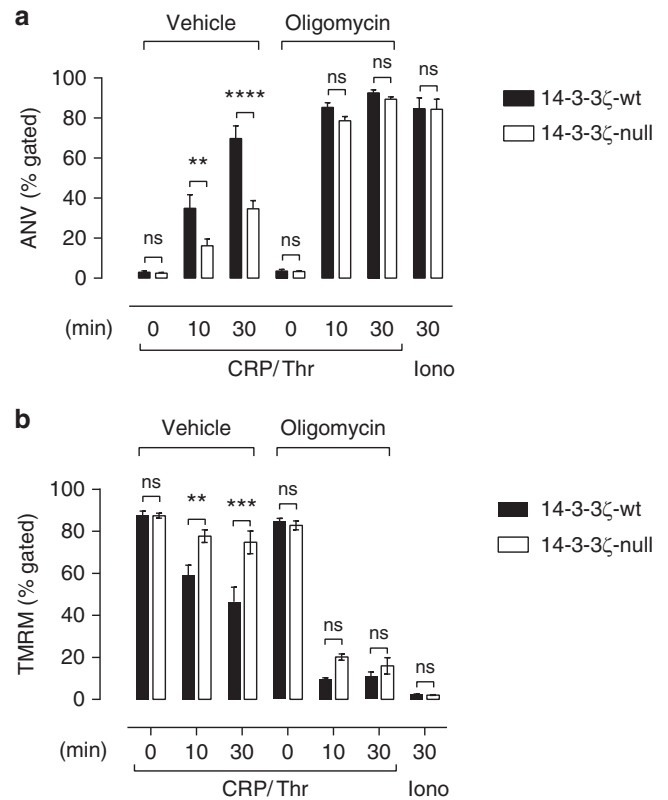 a
Vehicle Oligomycin
ANV (% gated)
100
80
60
40
20
0
ns ** **** ns ns ns ns
14-3-3ζ-wt
14-3-3ζ-null
(min) 0 10 30 0 10 30 30
CRP/Thr Iono
b
Vehicle Oligomycin
TMRM (% gated)
100
80
60
40
20
0
ns ** *** ns ns ns ns
14-3-3ζ-wt
14-3-3ζ-null
(min) 0 10 30 0 10 30 30
CRP/Thr Iono